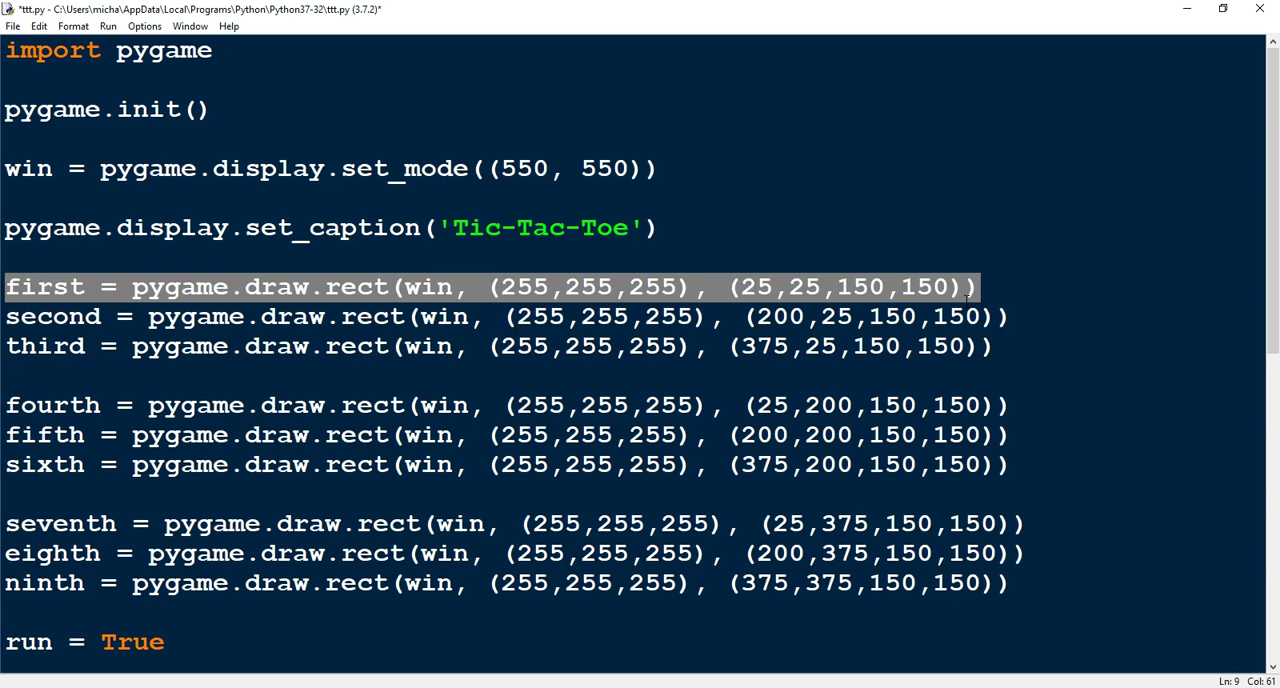 *ttt.py - C:\Users\micha\AppData\Local\Programs\Python\Python37-32\ttt.py (3.7.2)*
File Edit Format Run Options Window Help
import pygame
pygame.init()
win = pygame.display.set_mode((550, 550))
pygame.display.set_caption('Tic-Tac-Toe')
first = pygame.draw.rect(win, (255,255,255), (25,25,150,150))
second = pygame.draw.rect(win, (255,255,255), (200,25,150,150))
third = pygame.draw.rect(win, (255,255,255), (375,25,150,150))
fourth = pygame.draw.rect(win, (255,255,255), (25,200,150,150))
fifth = pygame.draw.rect(win, (255,255,255), (200,200,150,150))
sixth = pygame.draw.rect(win, (255,255,255), (375,200,150,150))
seventh = pygame.draw.rect(win, (255,255,255), (25,375,150,150))
eighth = pygame.draw.rect(win, (255,255,255), (200,375,150,150))
ninth = pygame.draw.rect(win, (255,255,255), (375,375,150,150))
run = True
Ln: 9 Col: 61